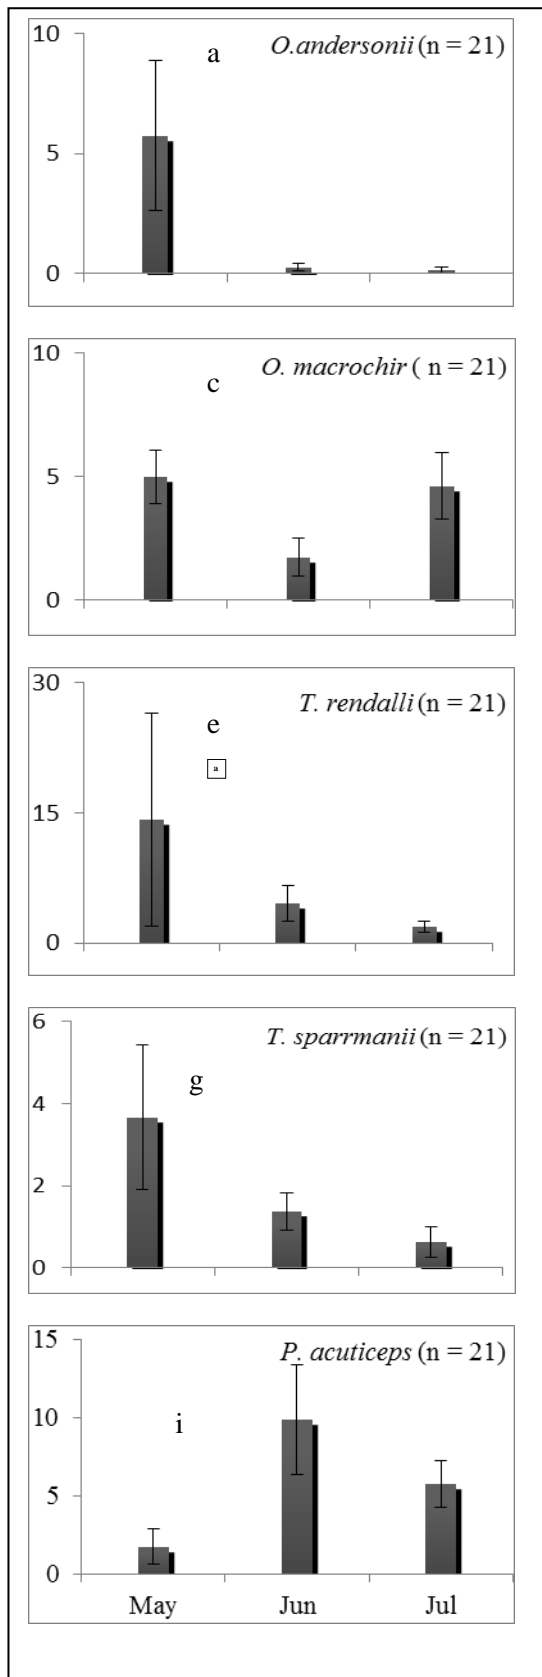 10
a
O.andersonii (n = 21)
5
0
10
O. macrochir ( n = 21)
c
5
0
30
T. rendalli (n = 21)
e
a
15
0
6
T. sparrmanii (n = 21)
g
4
2
0
15
P. acuticeps (n = 21)
10
i
5
0
May Jun Jul